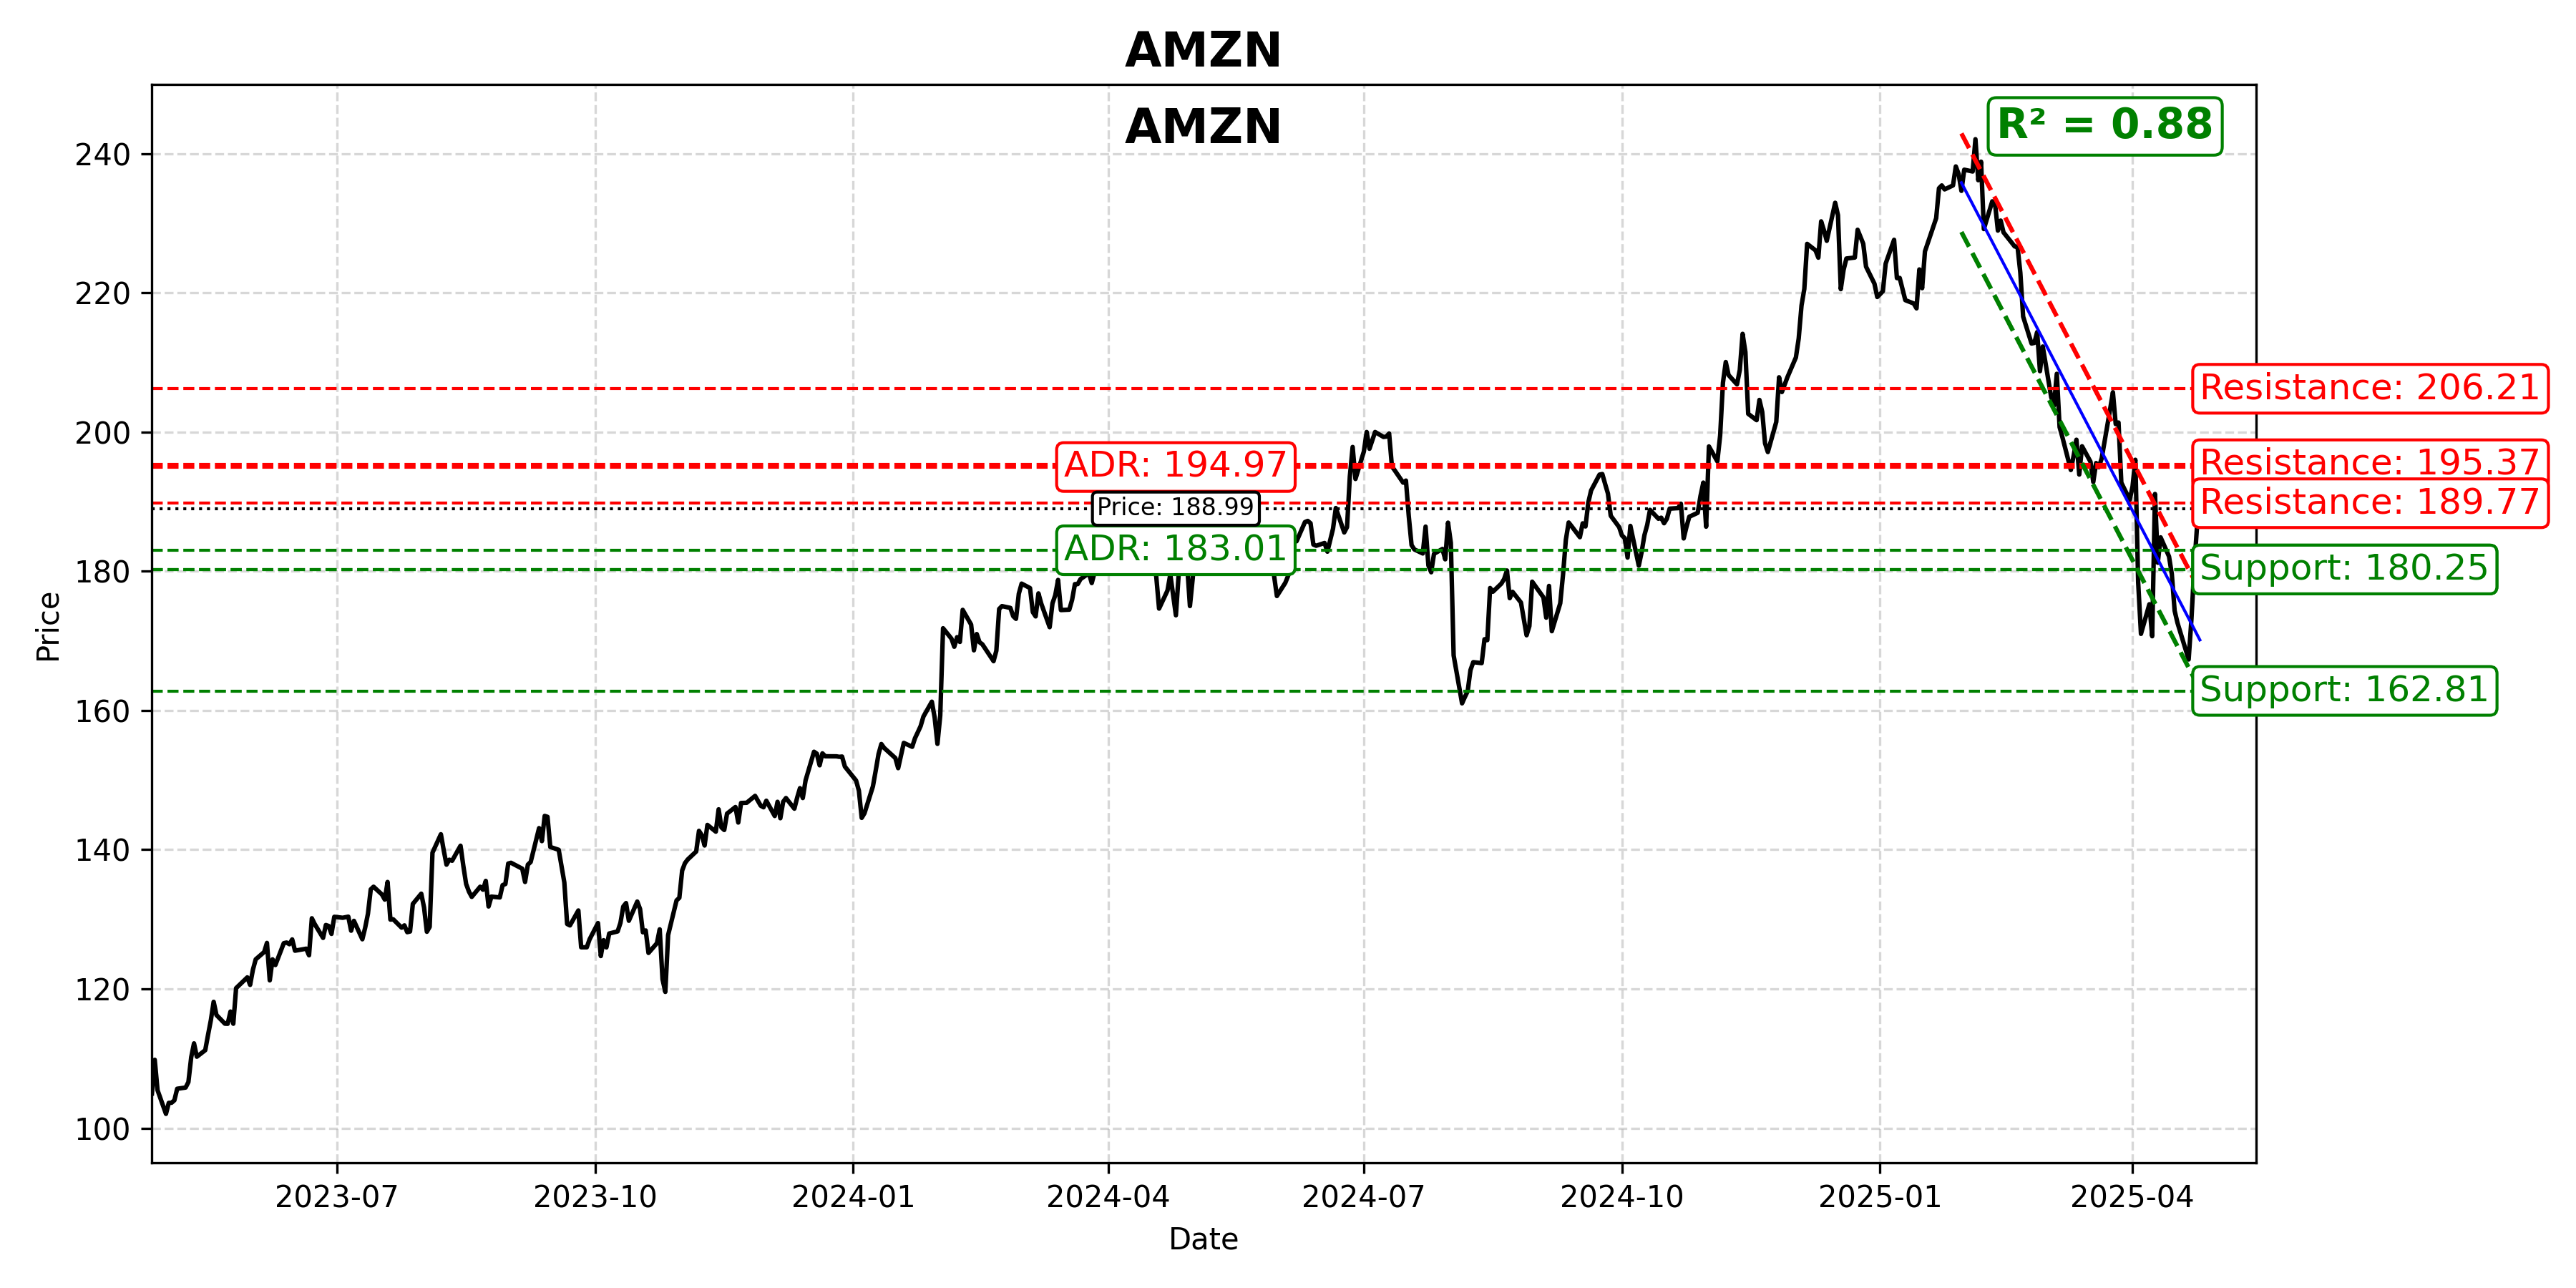 AMZN
AMZN
R² = 0.88
240
220
200
180
160
140
120
100
Price
Resistance: 206.21
ADR: 194.97
Resistance: 195.37
Price: 188.99
Resistance: 189.77
ADR: 183.01
Support: 180.25
Support: 162.81
2023-07
2023-10
2024-01
2024-04
2024-07
2024-10
2025-01
2025-04
Date